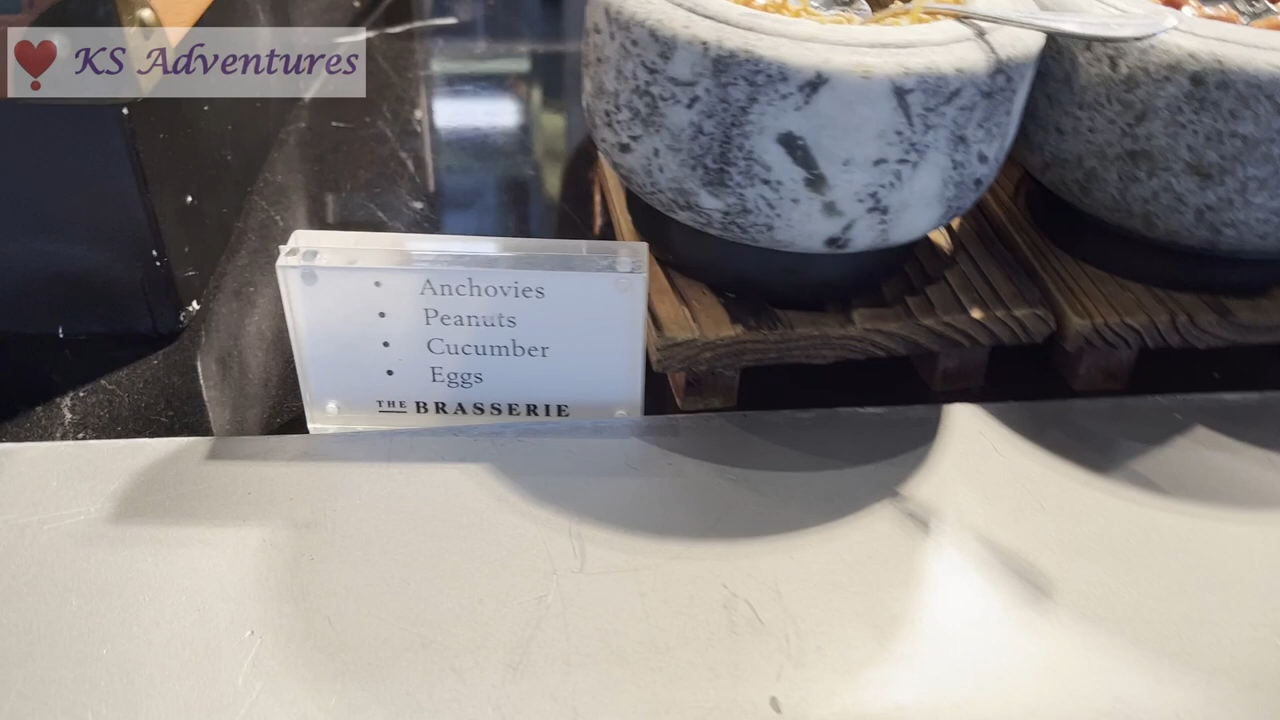 KS Adventures
• Anchovies
• Peanuts
• Cucumber
• Eggs
THE BRASSERIE